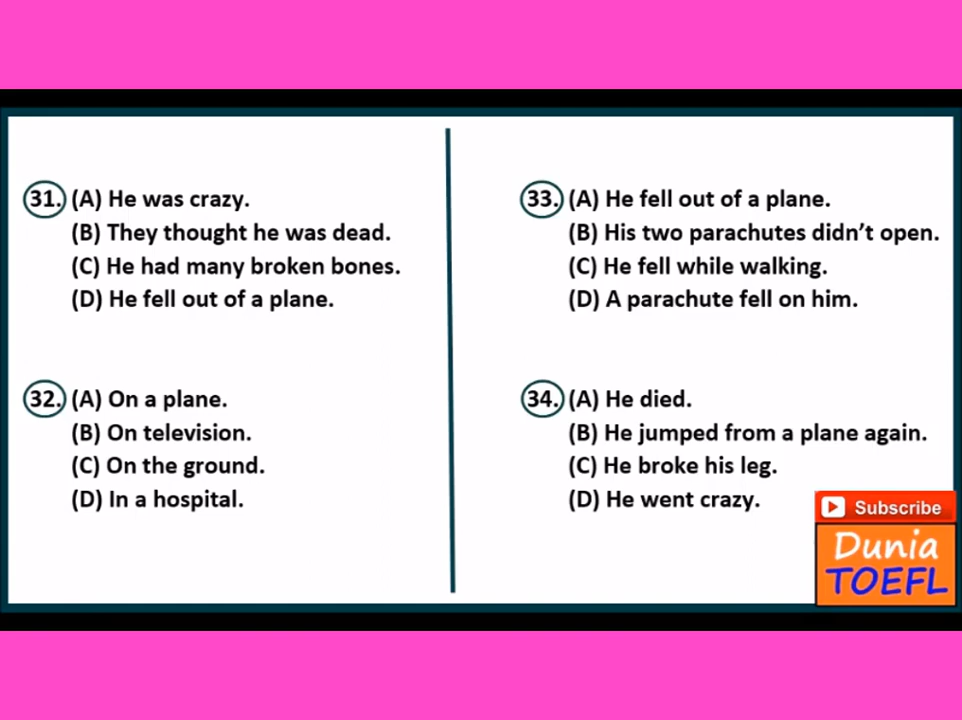 31. (A) He was crazy.
(B) They thought he was dead.
(C) He had many broken bones.
(D) He fell out of a plane.
32. (A) On a plane.
(B) On television.
(C) On the ground.
(D) In a hospital.
33. (A) He fell out of a plane.
(B) His two parachutes didn’t open.
(C) He fell while walking.
(D) A parachute fell on him.
34. (A) He died.
(B) He jumped from a plane again.
(C) He broke his leg.
(D) He went crazy.
Subscribe
Dunia
TOEFL